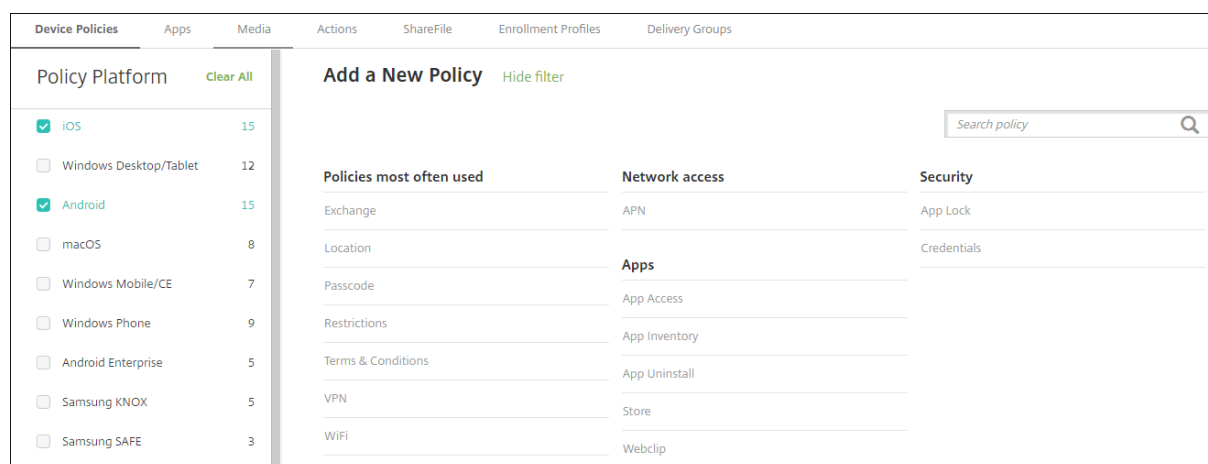 Device Policies Apps Media Actions ShareFile Enrollment Profiles Delivery Groups
Policy Platform Clear All
iOS 15
Windows Desktop/Tablet 12
Android 15
macOS 8
Windows Mobile/CE 7
Windows Phone 9
Android Enterprise 5
Samsung KNOX 5
Samsung SAFE 3
Add a New Policy Hide filter
Search policy
Policies most often used
Exchange
Location
Passcode
Restrictions
Terms & Conditions
VPN
WiFi
Network access
APN
Apps
App Access
App Inventory
App Uninstall
Store
Webclip
Security
App Lock
Credentials